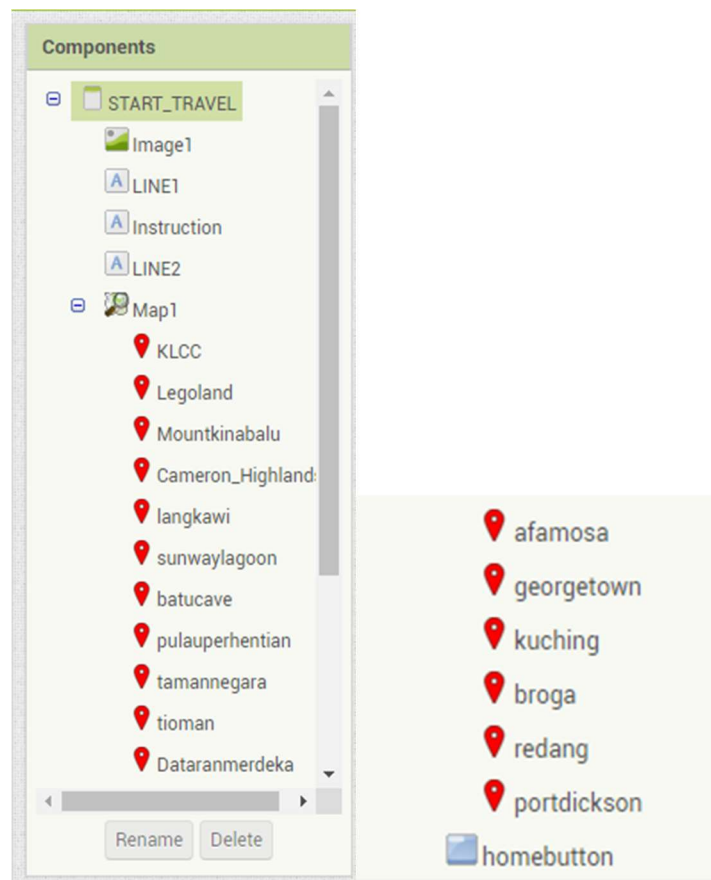 Components
START_TRAVEL
Image1
A LINE1
A Instruction
A LINE2
Map1
KLCC
Legoland
Mountkinabalu
Cameron_Highlands
langkawi
sunwaylagoon
batucave
pulauperhentian
tamannegara
tioman
Dataranmerdeka
Rename Delete
afamosa
georgetown
kuching
broga
redang
portdickson
homebutton